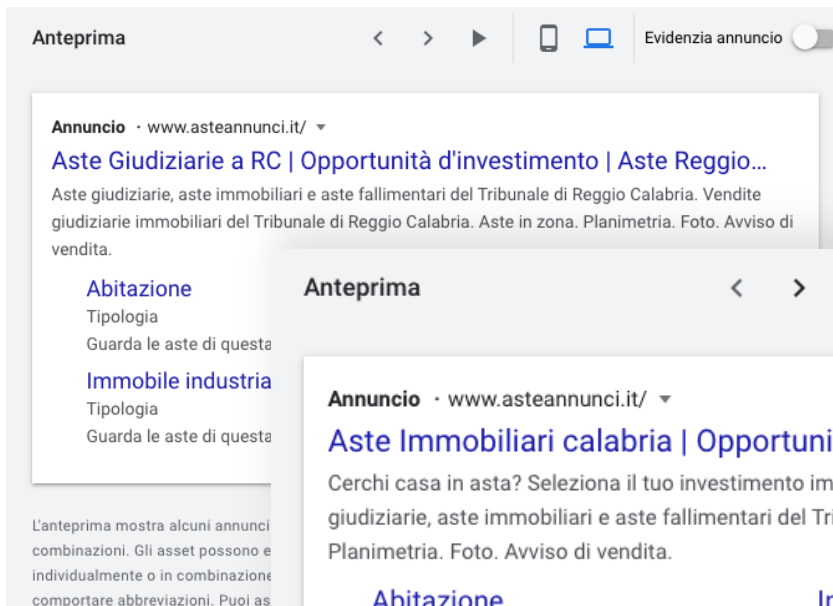 Anteprima
Evidenzia annuncio
Annuncio · www.asteannunci.it/
Aste Giudiziarie a RC | Opportunità d'investimento | Aste Reggio...
Aste giudiziarie, aste immobiliari e aste fallimentari del Tribunale di Reggio Calabria. Vendite
giudiziarie immobiliari del Tribunale di Reggio Calabria. Aste in zona. Planimetria. Foto. Avviso di
vendita.
Abitazione
Tipologia
Guarda le aste di questa
Immobile industria
Tipologia
Guarda le aste di questa
L'anteprima mostra alcuni annunci
combinazioni. Gli asset possono e
individualmente o in combinazione
comportare abbreviazioni. Puoi as
Anteprima
Annuncio · www.asteannunci.it/
Aste Immobiliari calabria | Opportuni
Cerchi casa in asta? Seleziona il tuo investimento im
giudiziarie, aste immobiliari e aste fallimentari del Tri
Planimetria. Foto. Avviso di vendita.
Abitazione